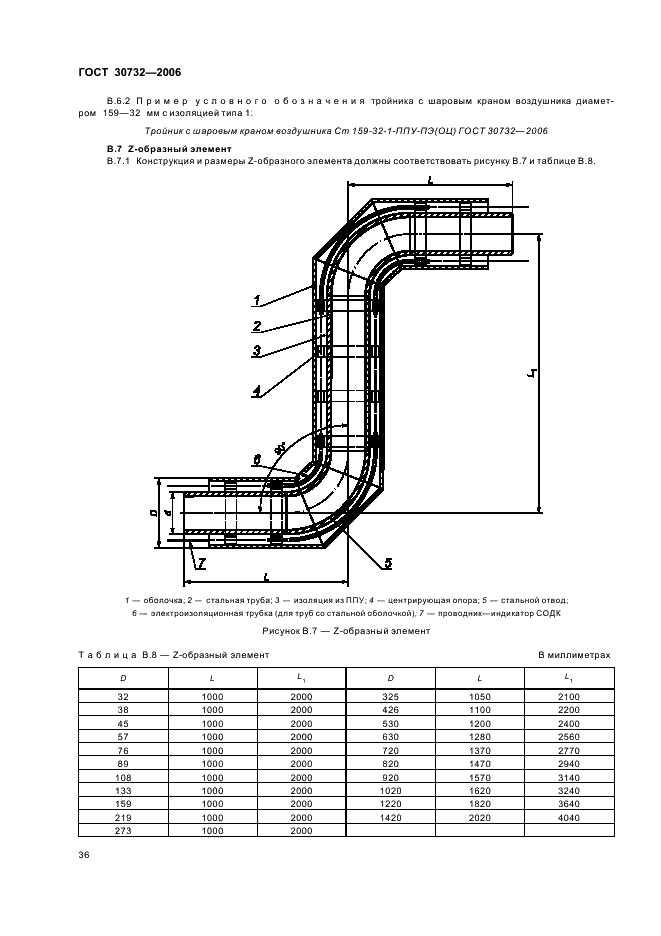 ГОСТ 30732—2006
В.6.2 Пример условного обозначения тройника с шаровым краном воздушника диамет-
ром 159—32 мм с изоляцией типа 1:
Тройник с шаровым краном воздушника Ст 159-32-1-ППУ-ПЭ(ОЦ) ГОСТ 30732—2006
В.7 Z-образный элемент
В.7.1 Конструкция и размеры Z-образного элемента должны соответствовать рисунку В.7 и таблице В.8.
L
1
2
3
4
L1
90°
6
D
d
7
5
L
1 — оболочка; 2 — стальная труба; 3 — изоляция из ППУ; 4 — центрирующая опора; 5 — стальной отвод;
6 — электроизоляционная трубка (для труб со стальной оболочкой); 7 — проводник—индикатор СОДК
Рисунок В.7 — Z-образный элемент
Таблица В.8 — Z-образный элемент В миллиметрах
D L L1 D L L1
32 1000 2000 325 1050 2100
38 1000 2000 426 1100 2200
45 1000 2000 530 1200 2400
57 1000 2000 630 1280 2560
76 1000 2000 720 1370 2770
89 1000 2000 820 1470 2940
108 1000 2000 920 1570 3140
133 1000 2000 1020 1620 3240
159 1000 2000 1220 1820 3640
219 1000 2000 1420 2020 4040
273 1000 2000
36